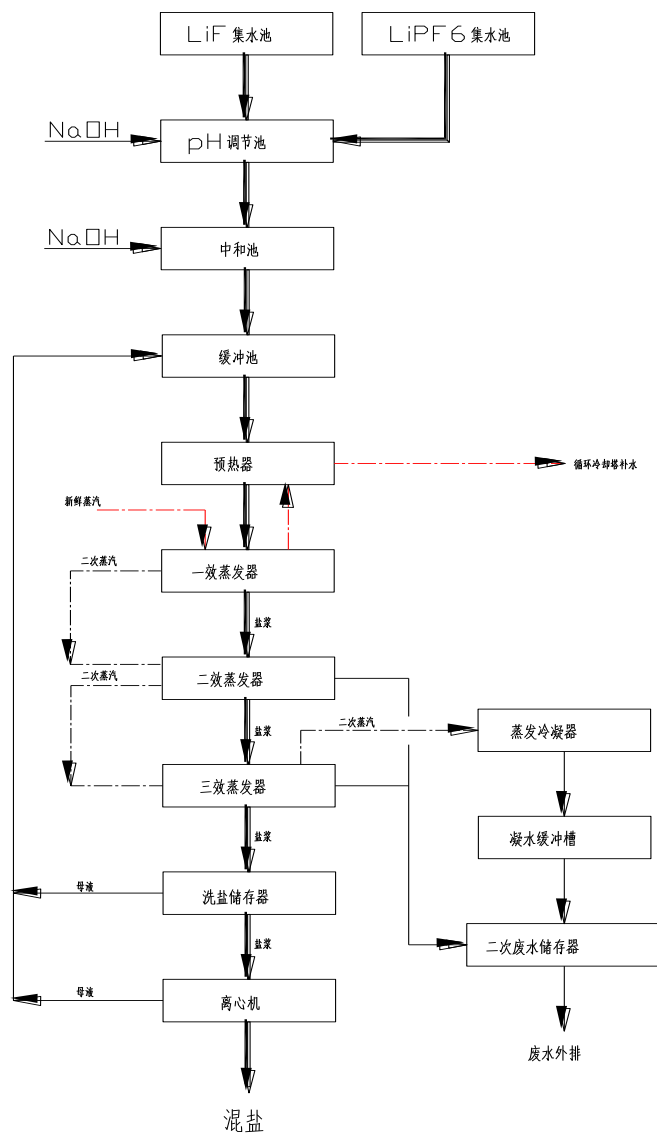 LiF 集水池
LiPF6 集水池
NaOH
pH 调节池
NaOH
中和池
缓冲池
预热器
循环冷却塔补水
新鲜蒸汽
二次蒸汽
一效蒸发器
盐浆
二效蒸发器
二次蒸汽
二次蒸汽
蒸发冷凝器
盐浆
三效蒸发器
凝水缓冲槽
盐浆
母液
洗盐储存器
盐浆
二次废水储存器
母液
离心机
废水外排
混盐